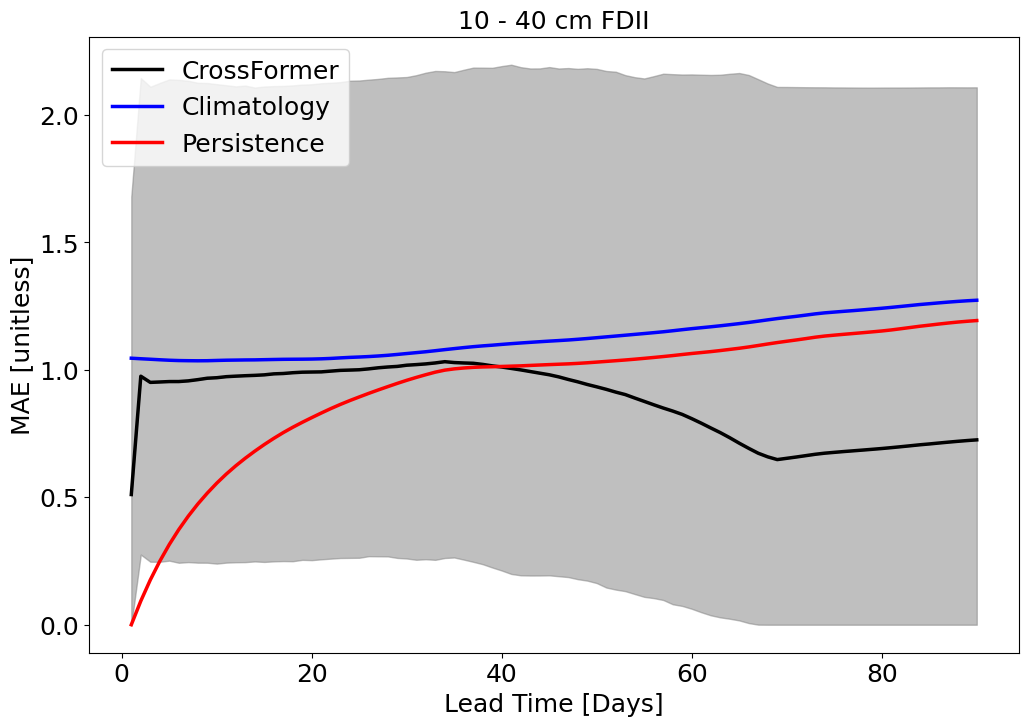 10 - 40 cm FDII
CrossFormer
Climatology
Persistence
MAE [unitless]
2.0
1.5
1.0
0.5
0.0
0 20 40 60 80
Lead Time [Days]